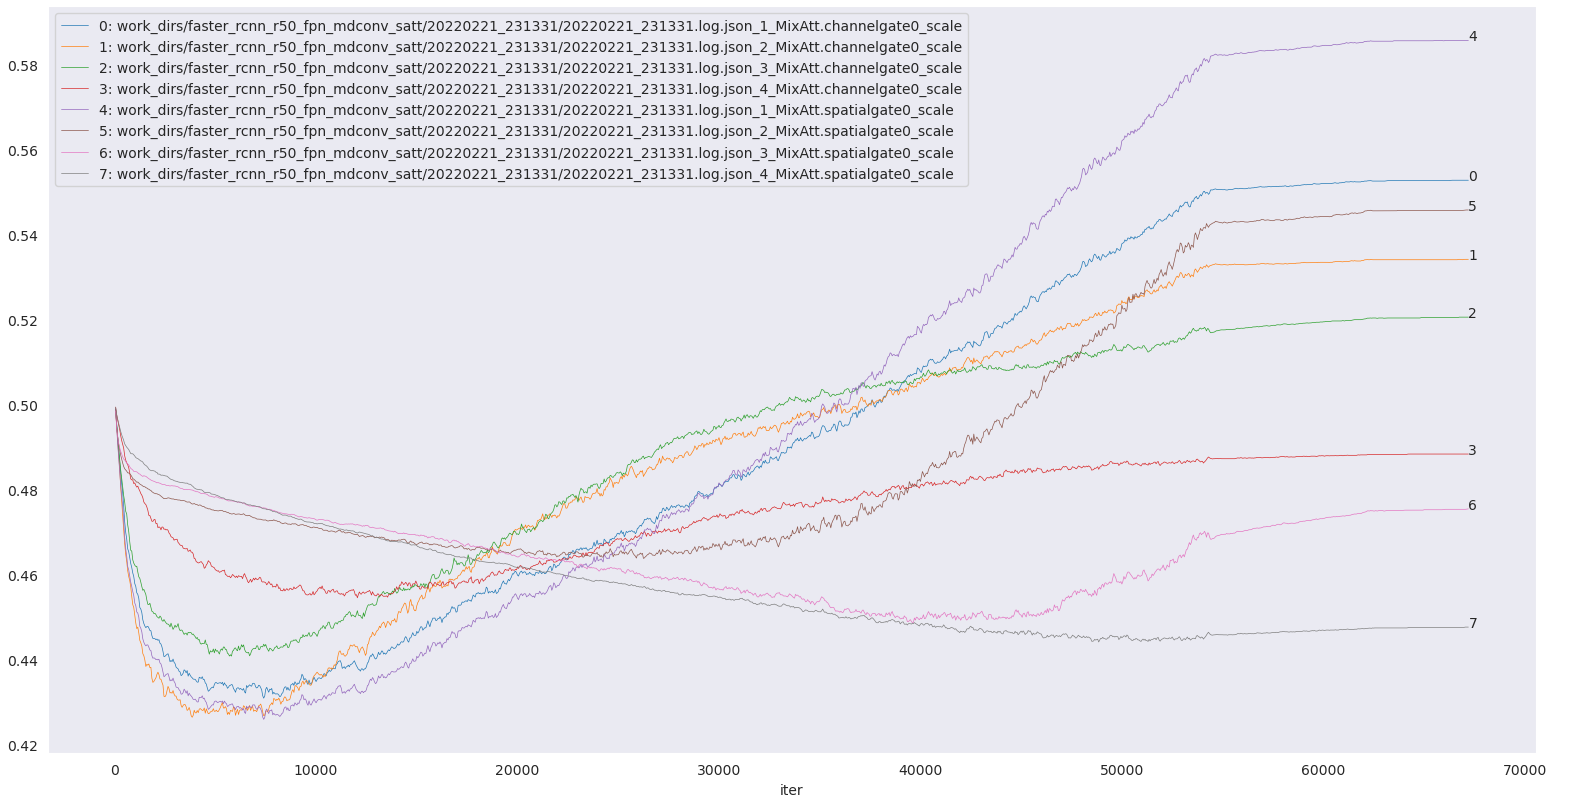 0: work_dirs/faster_rcnn_r50_fpn_mdconv_satt/20220221_231331/20220221_231331.log.json_1_MixAtt.channelgate0_scale
1: work_dirs/faster_rcnn_r50_fpn_mdconv_satt/20220221_231331/20220221_231331.log.json_2_MixAtt.channelgate0_scale
2: work_dirs/faster_rcnn_r50_fpn_mdconv_satt/20220221_231331/20220221_231331.log.json_3_MixAtt.channelgate0_scale
3: work_dirs/faster_rcnn_r50_fpn_mdconv_satt/20220221_231331/20220221_231331.log.json_4_MixAtt.channelgate0_scale
4: work_dirs/faster_rcnn_r50_fpn_mdconv_satt/20220221_231331/20220221_231331.log.json_1_MixAtt.spatialgate0_scale
5: work_dirs/faster_rcnn_r50_fpn_mdconv_satt/20220221_231331/20220221_231331.log.json_2_MixAtt.spatialgate0_scale
6: work_dirs/faster_rcnn_r50_fpn_mdconv_satt/20220221_231331/20220221_231331.log.json_3_MixAtt.spatialgate0_scale
7: work_dirs/faster_rcnn_r50_fpn_mdconv_satt/20220221_231331/20220221_231331.log.json_4_MixAtt.spatialgate0_scale
0.58
0.56
0.54
0.52
0.50
0.48
0.46
0.44
0.42
4
0
5
1
2
3
6
7
0 10000 20000 30000 40000 50000 60000 70000
iter